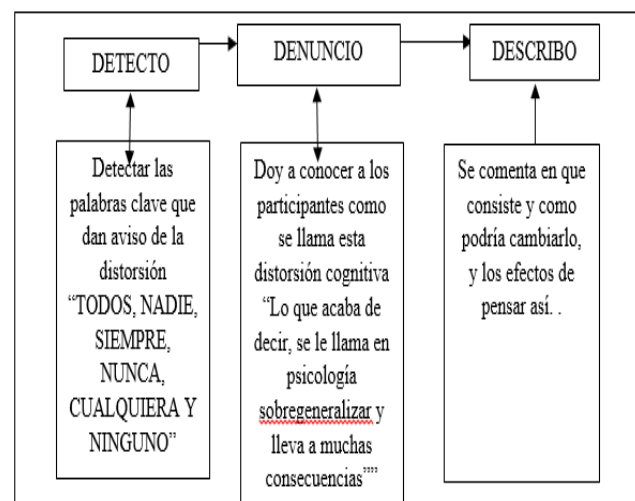 DETECTO
DENUNCIO
DESCRIBO
Detectar las
palabras clave que
dan aviso de la
distorsión
“TODOS, NADIE,
SIEMPRE,
NUNCA,
CUALQUIERA Y
NINGUNO”
Doy a conocer a los
participantes como
se llama esta
distorsión cognitiva
“Lo que acaba de
decir, se le llama en
psicología
sobregeneralizar y
lleva a muchas
consecuencias””
Se comenta en que
consiste y como
podría cambiarlo,
y los efectos de
pensar así. .